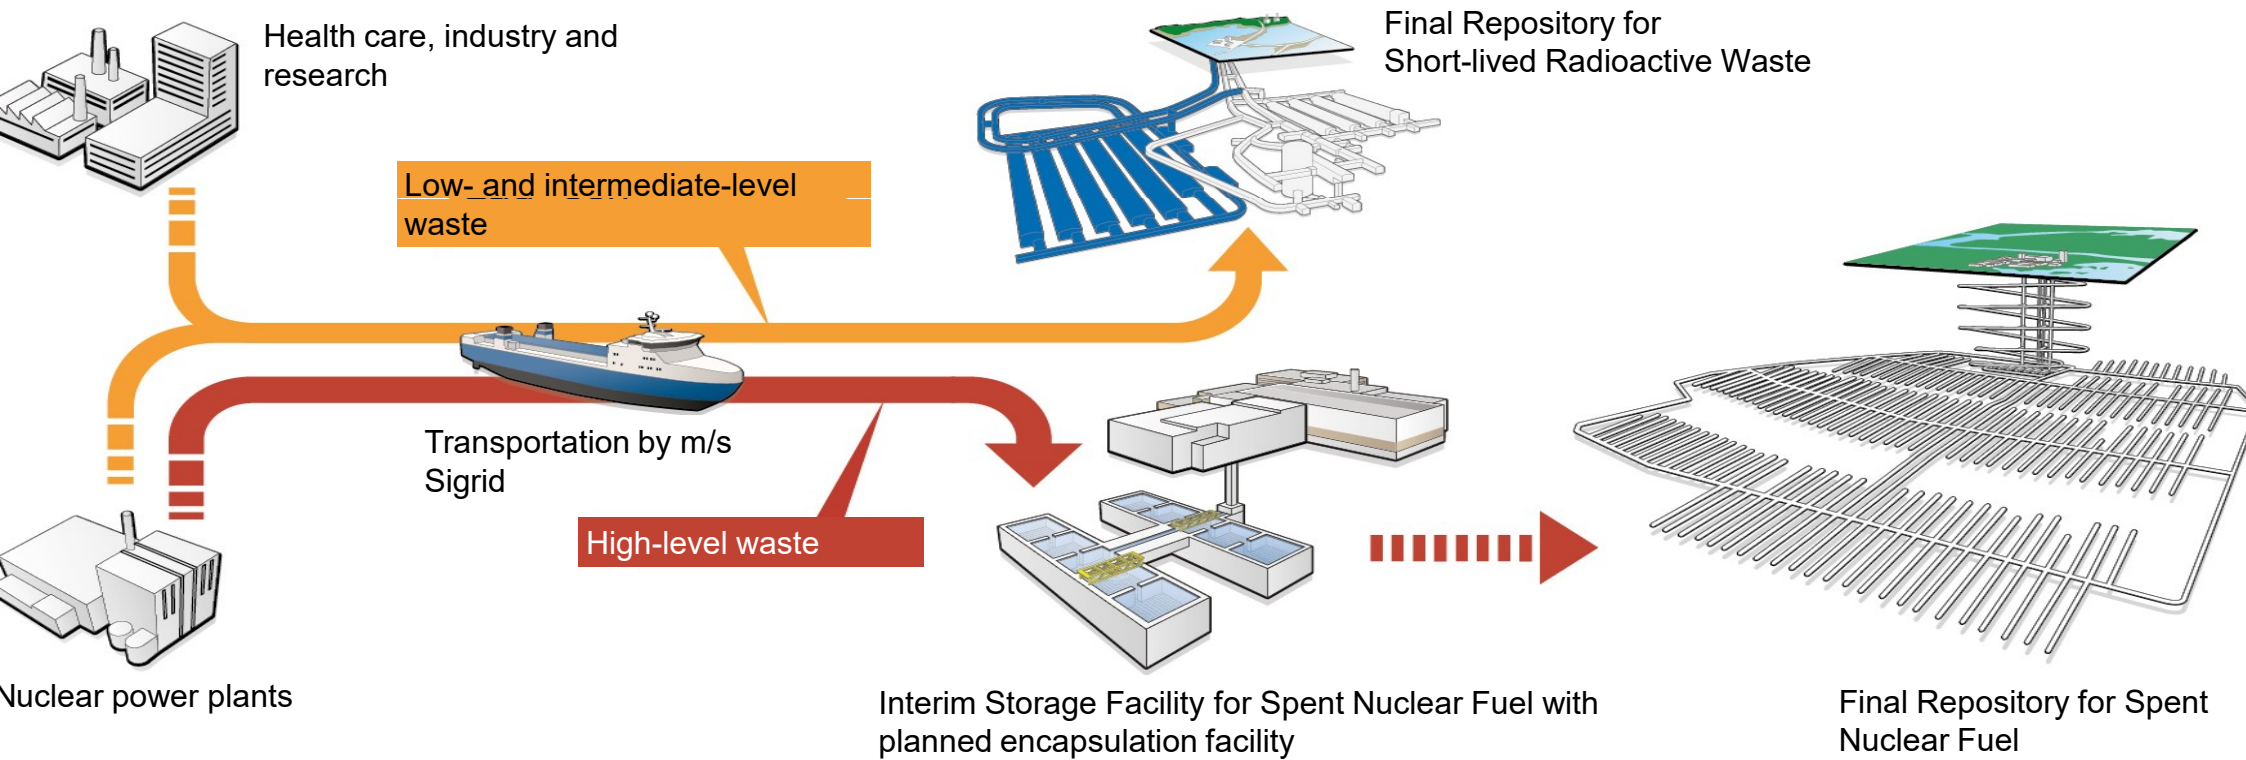 Health care, industry and
research
Final Repository for
Short-lived Radioactive Waste
Low- and intermediate-level
waste
Transportation by m/s
Sigrid
High-level waste
Nuclear power plants
Interim Storage Facility for Spent Nuclear Fuel with
planned encapsulation facility
Final Repository for Spent
Nuclear Fuel